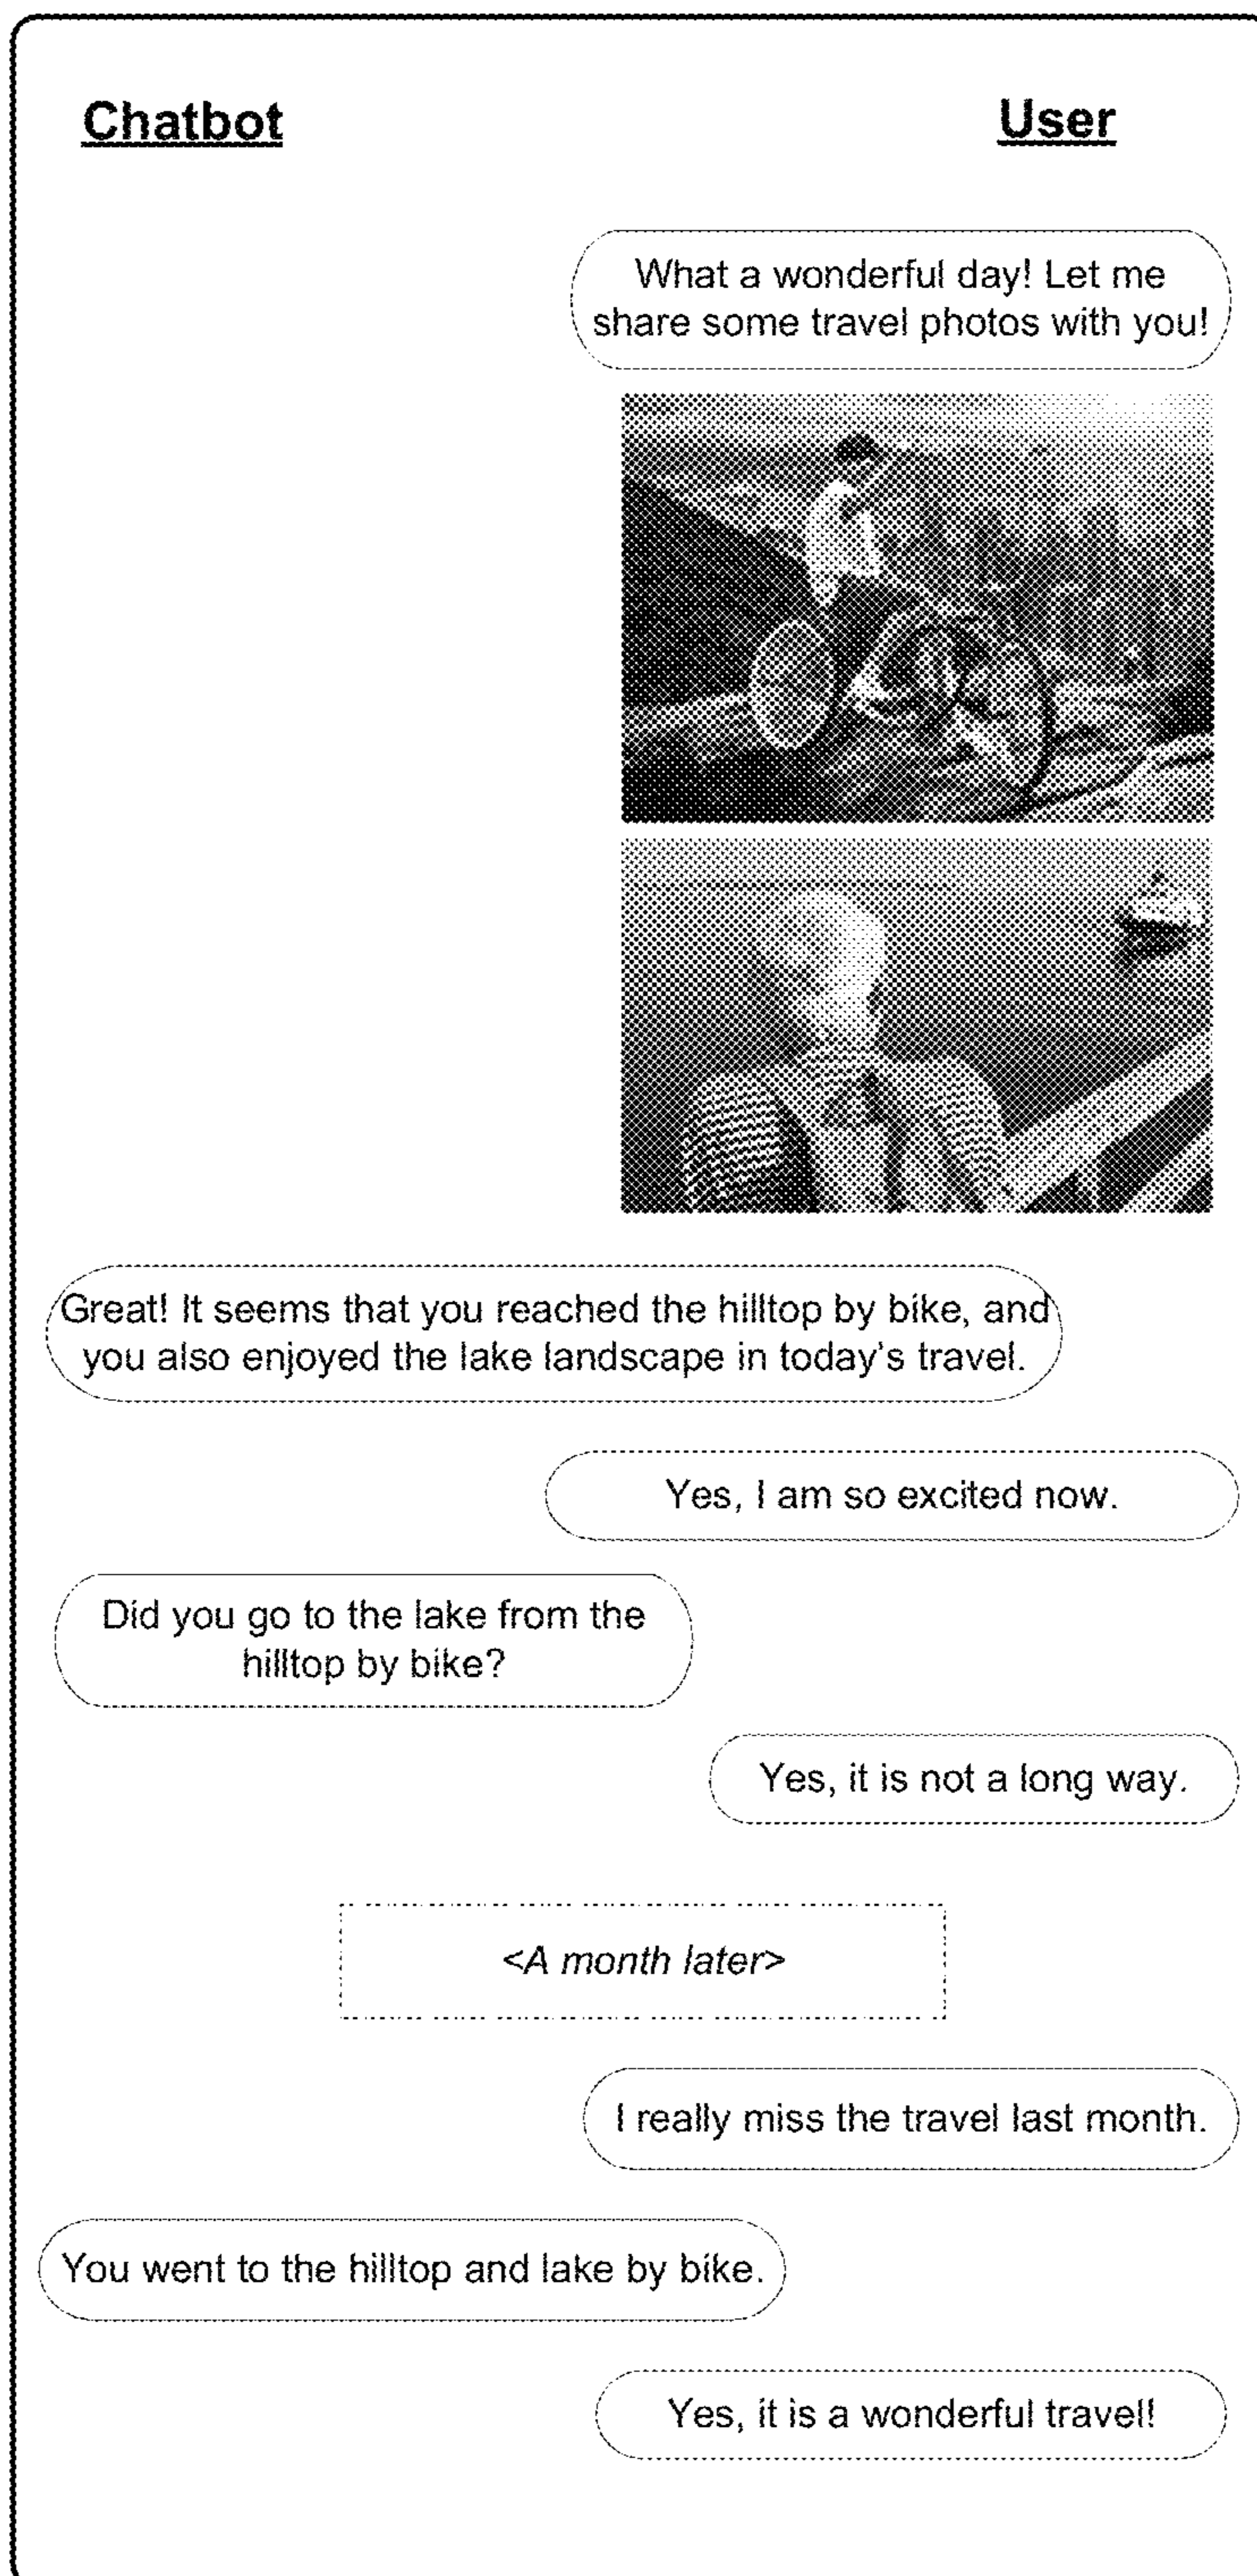 Chatbot
User
What a wonderful day! Let me
share some travel photos with you!
Great! It seems that you reached the hilltop by bike, and
you also enjoyed the lake landscape in today's travel.
Yes, I am so excited now.
Did you go to the lake from the
hilltop by bike?
Yes, it is not a long way.
<A month later>
I really miss the travel last month.
You went to the hilltop and lake by bike.
Yes, it is a wonderful travel!